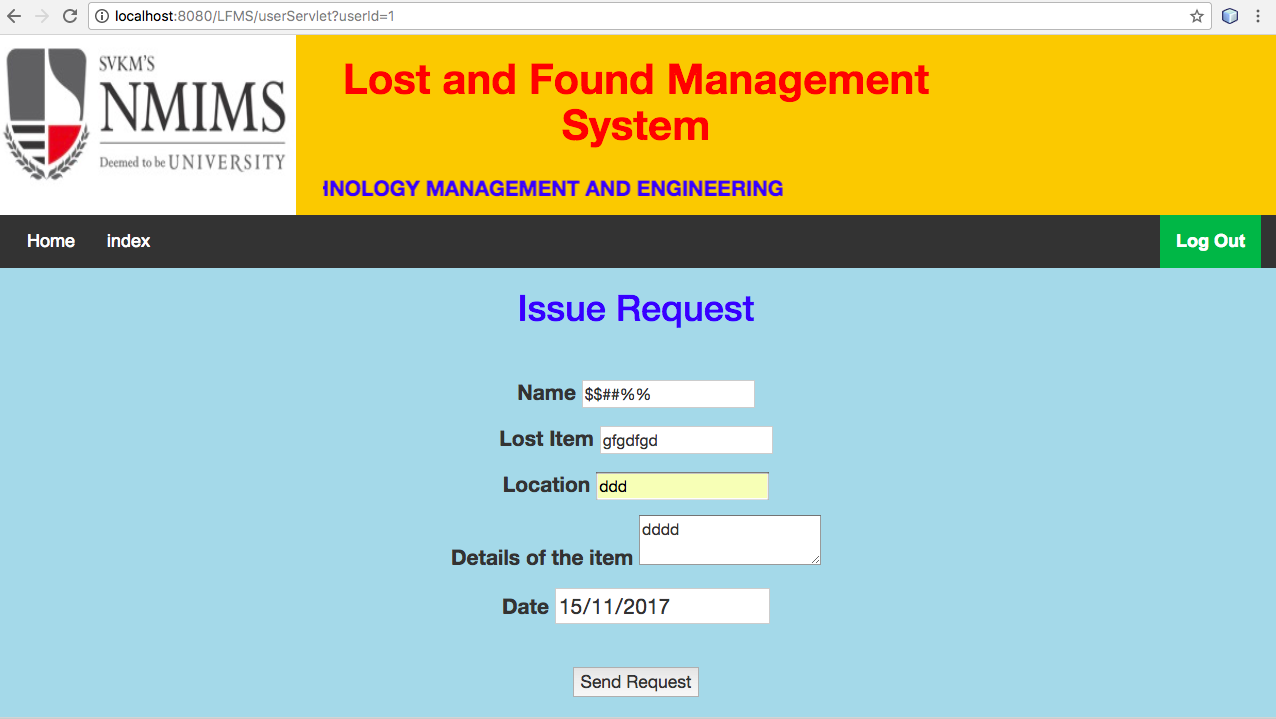 localhost:8080/LFMS/userServlet?userId=1
SVKM'S
NMIMS
Deemed to be UNIVERSITY
Lost and Found Management
System
HNOLOGY MANAGEMENT AND ENGINEERING
Home index Log Out
Issue Request
Name $$##%%
Lost Item gfgdfgd
Location ddd
Details of the item dddd
Date 15/11/2017
Send Request